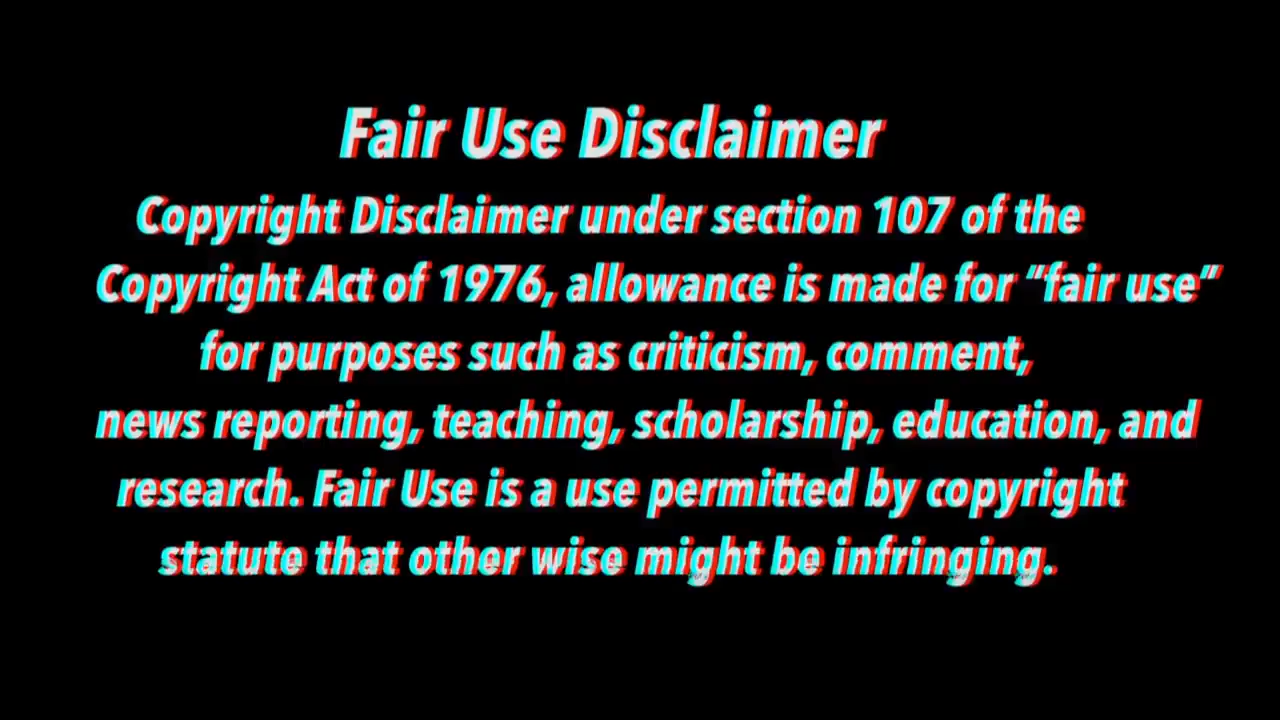 Fair Use Disclaimer
Copyright Disclaimer under section 107 of the
Copyright Act of 1976, allowance is made for “fair use”
for purposes such as criticism, comment,
news reporting, teaching, scholarship, education, and
research. Fair Use is a use permitted by copyright
statute that other wise might be infringing.